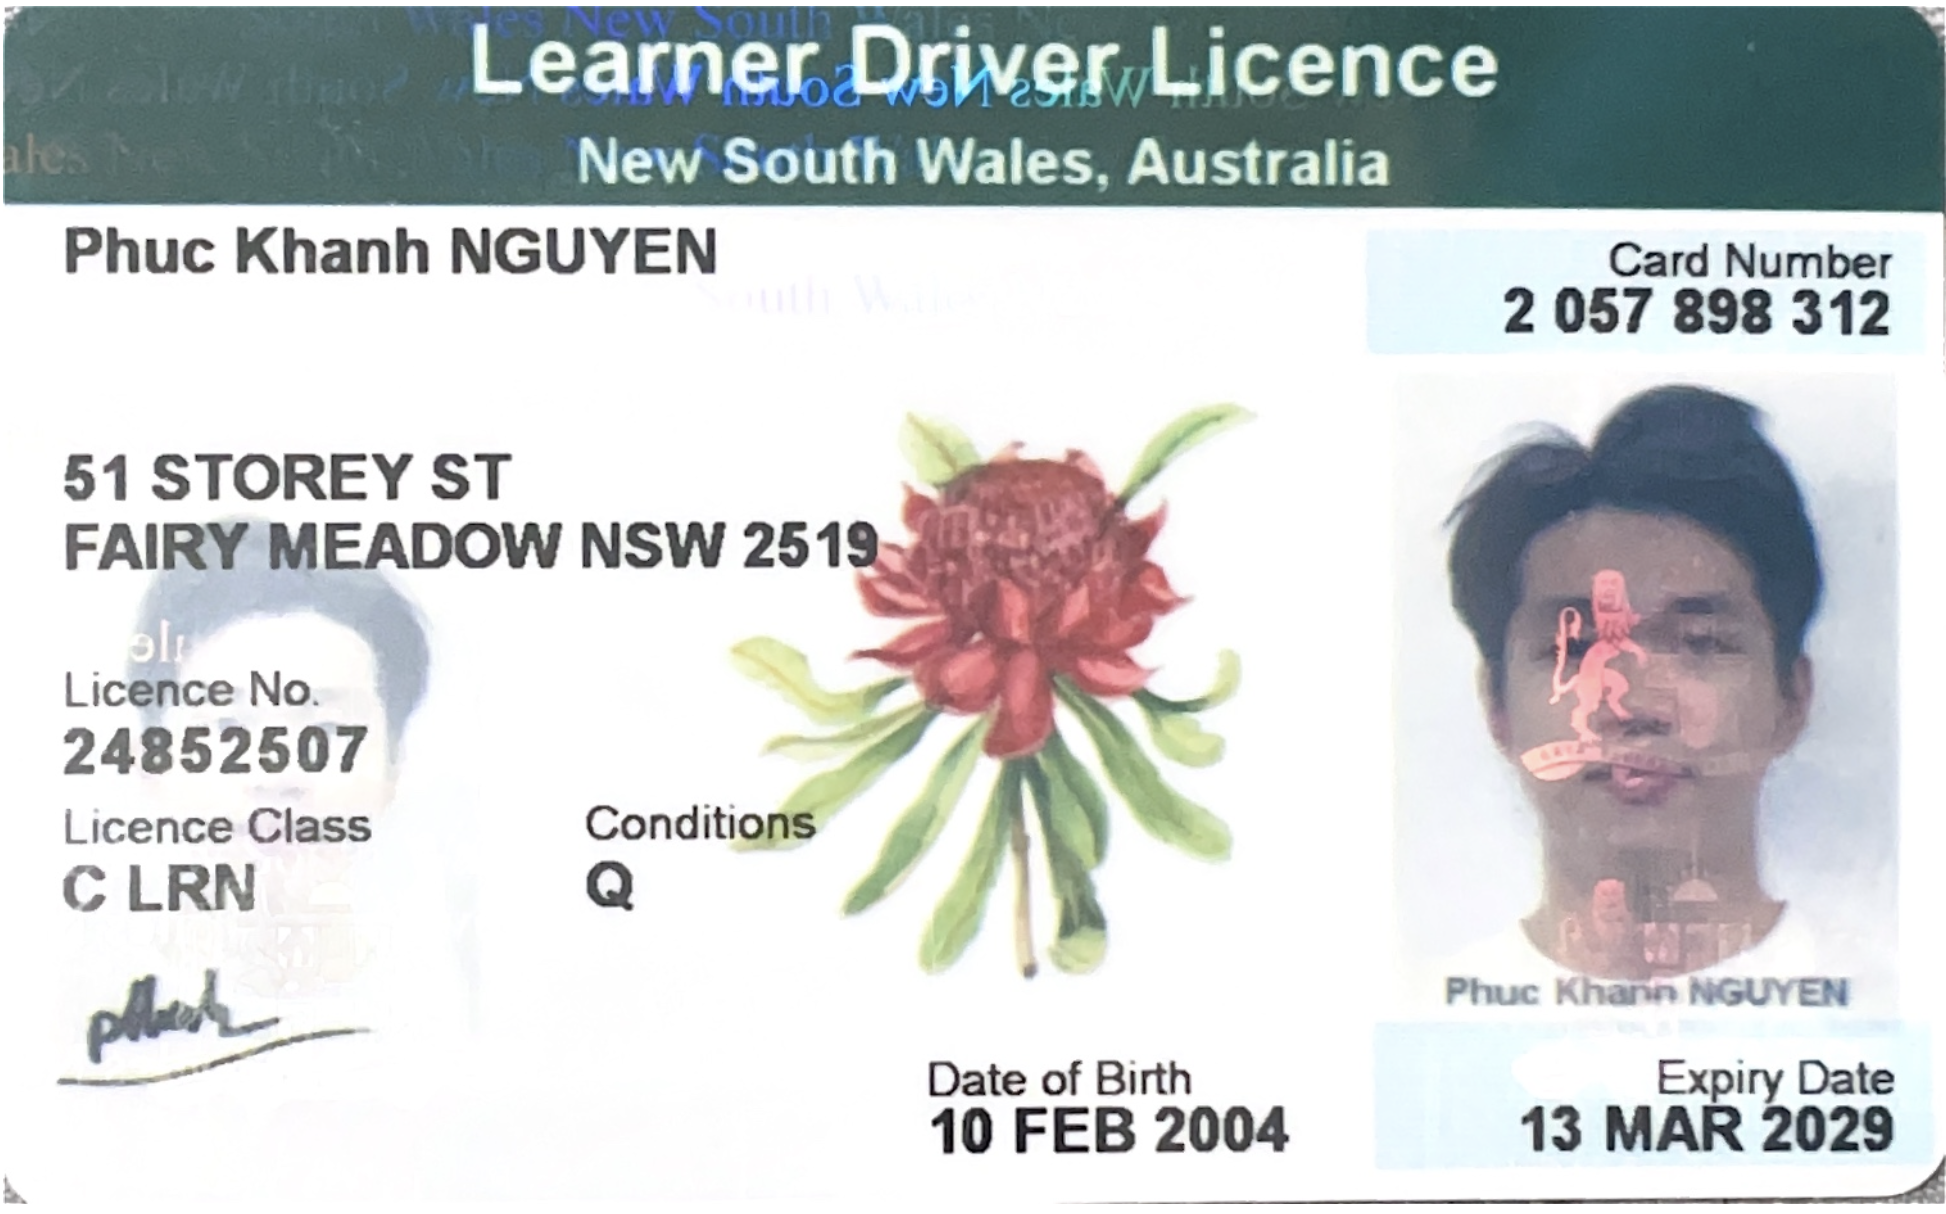 Learner Driver Licence
New South Wales, Australia
Phuc Khanh NGUYEN
Card Number
2 057 898 312
51 STOREY ST
FAIRY MEADOW NSW 2519
Licence No.
24852507
Licence Class
C LRN
Conditions
Q
Phuc Khanh NGUYEN
Date of Birth
10 FEB 2004
Expiry Date
13 MAR 2029